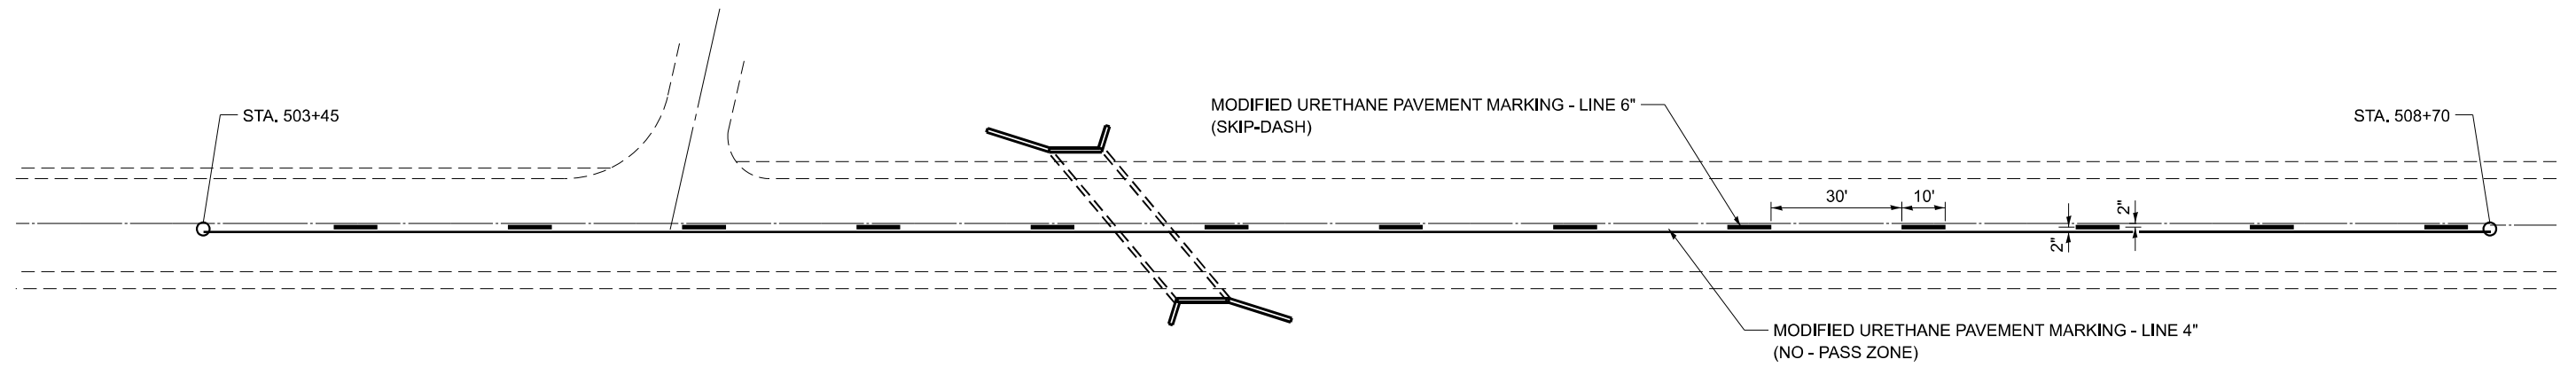 STA. 503+45
MODIFIED URETHANE PAVEMENT MARKING - LINE 6"
(SKIP-DASH)
STA. 508+70
30'
10'
2"
2"
MODIFIED URETHANE PAVEMENT MARKING - LINE 4"
(NO - PASS ZONE)